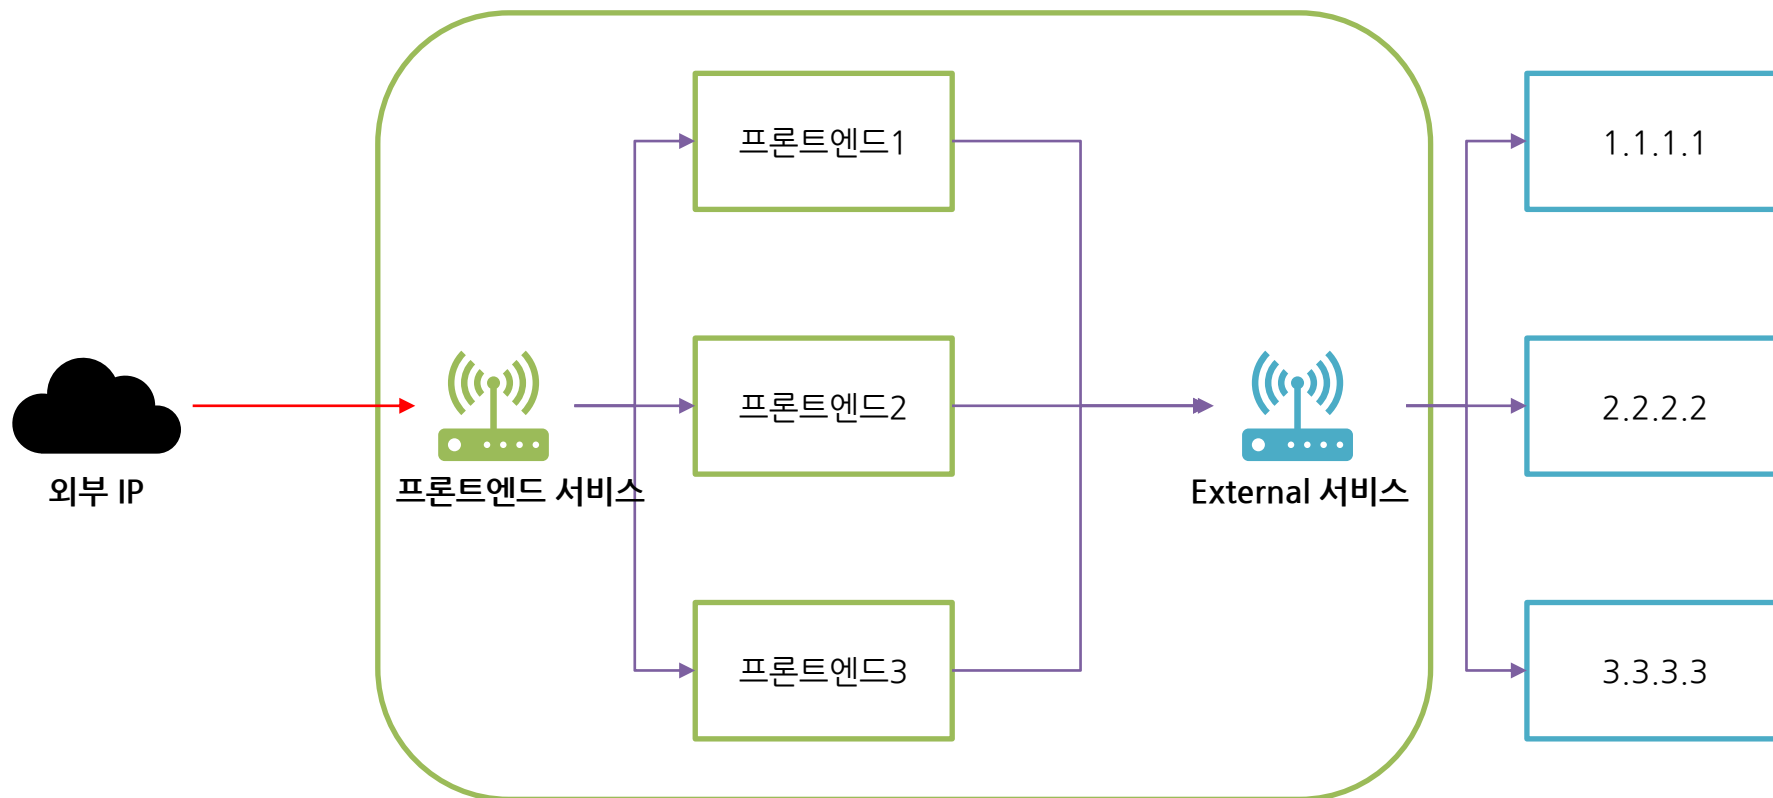 프론트엔드1
1.1.1.1
프론트엔드2
2.2.2.2
외부 IP
프론트엔드 서비스
External 서비스
프론트엔드3
3.3.3.3